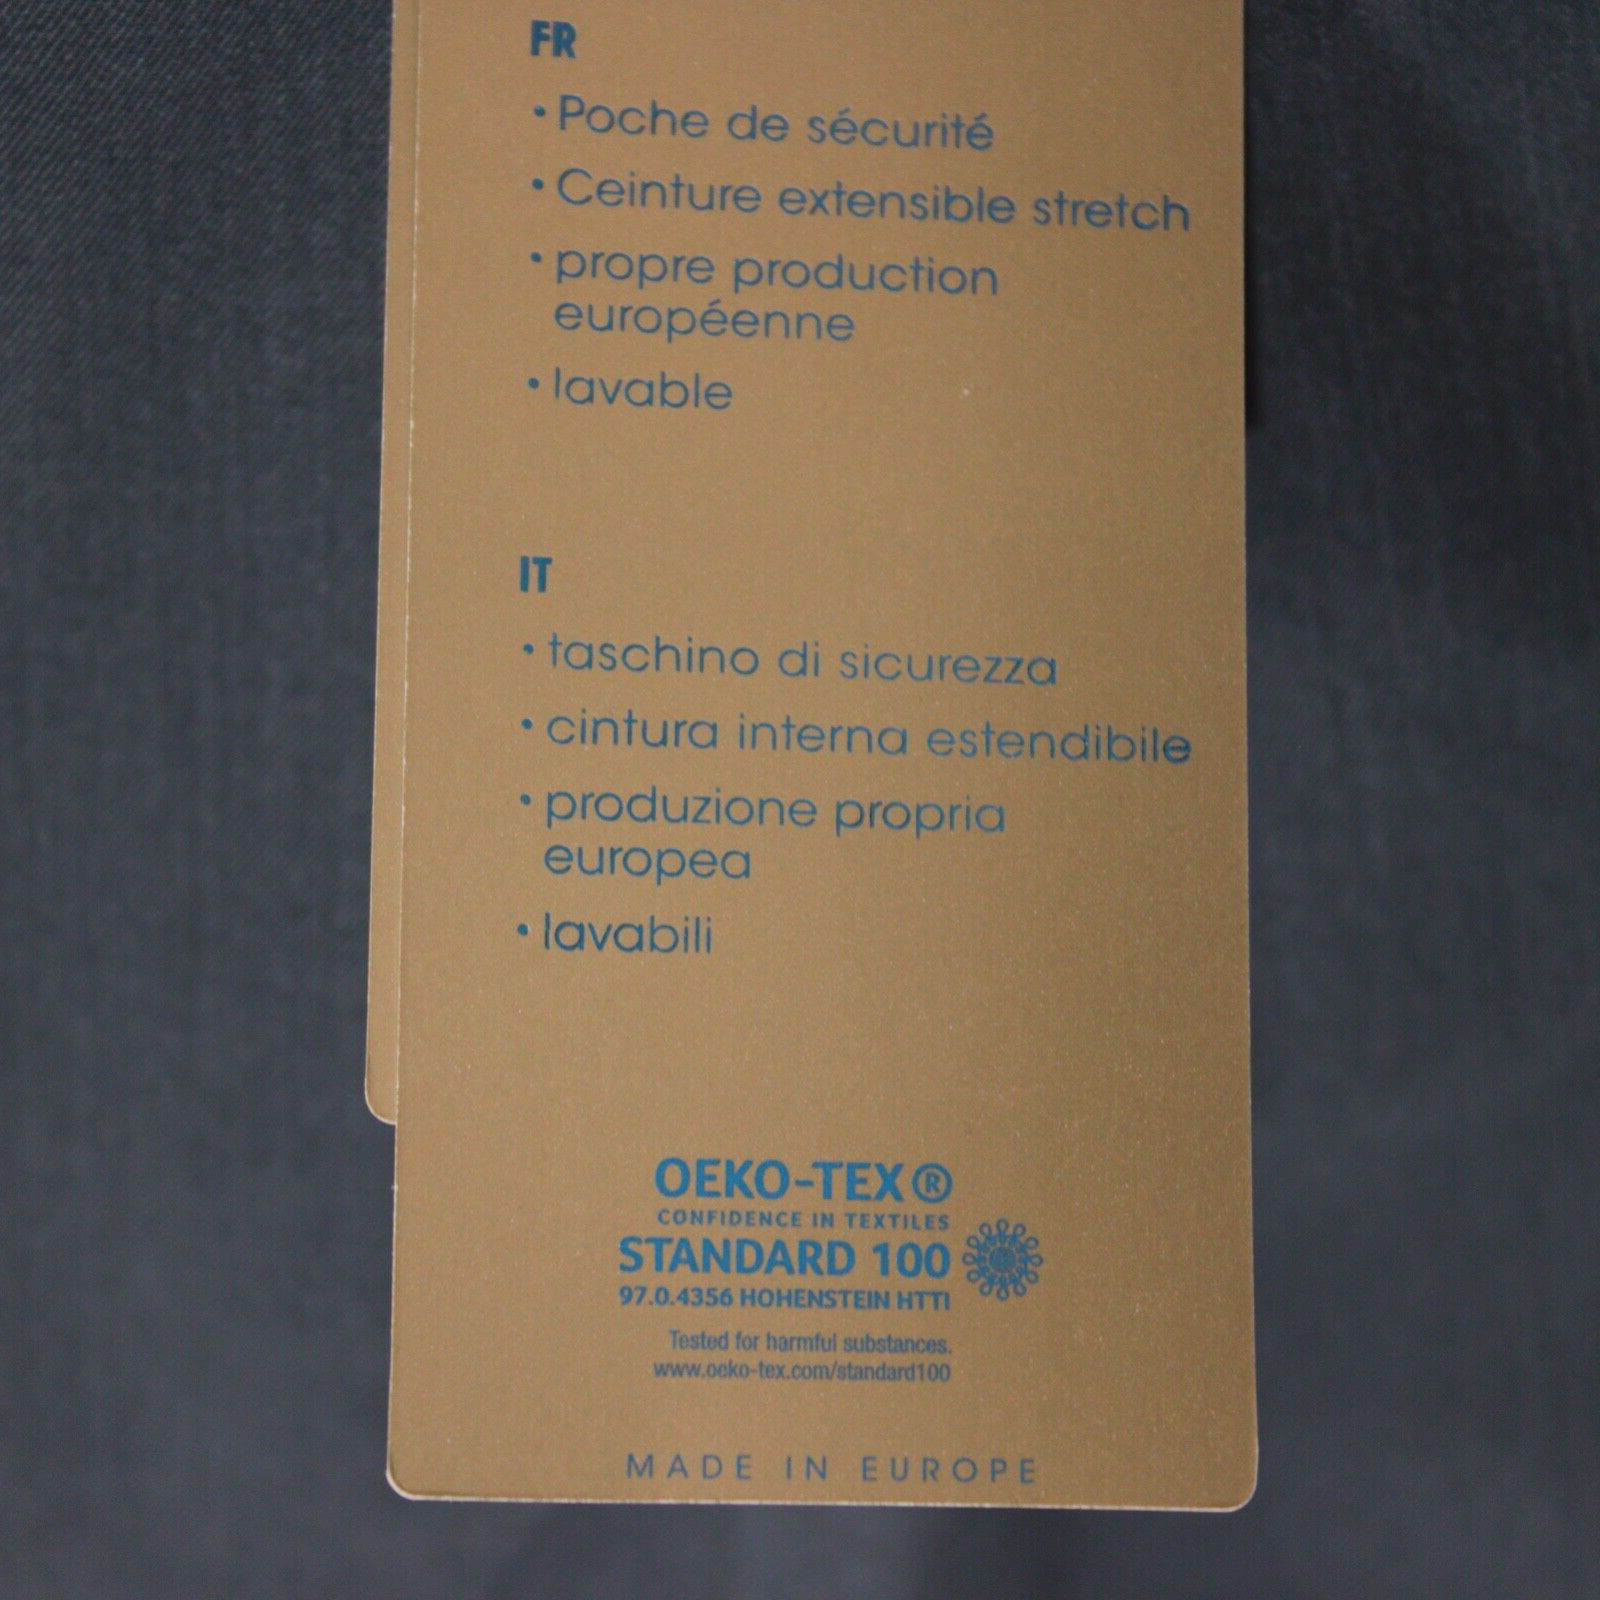 FR
• Poche de sécurité
• Ceinture extensible stretch
• propre production
européenne
• lavable
IT
• taschino di sicurezza
• cintura interna estendibile
• produzione propria
europea
• lavabili
OEKO-TEX®
CONFIDENCE IN TEXTILES
STANDARD 100
97.0.4356 HOHENSTEIN HTTI
Tested for harmful substances.
www.oeko-tex.com/standard100
MADE IN EUROPE